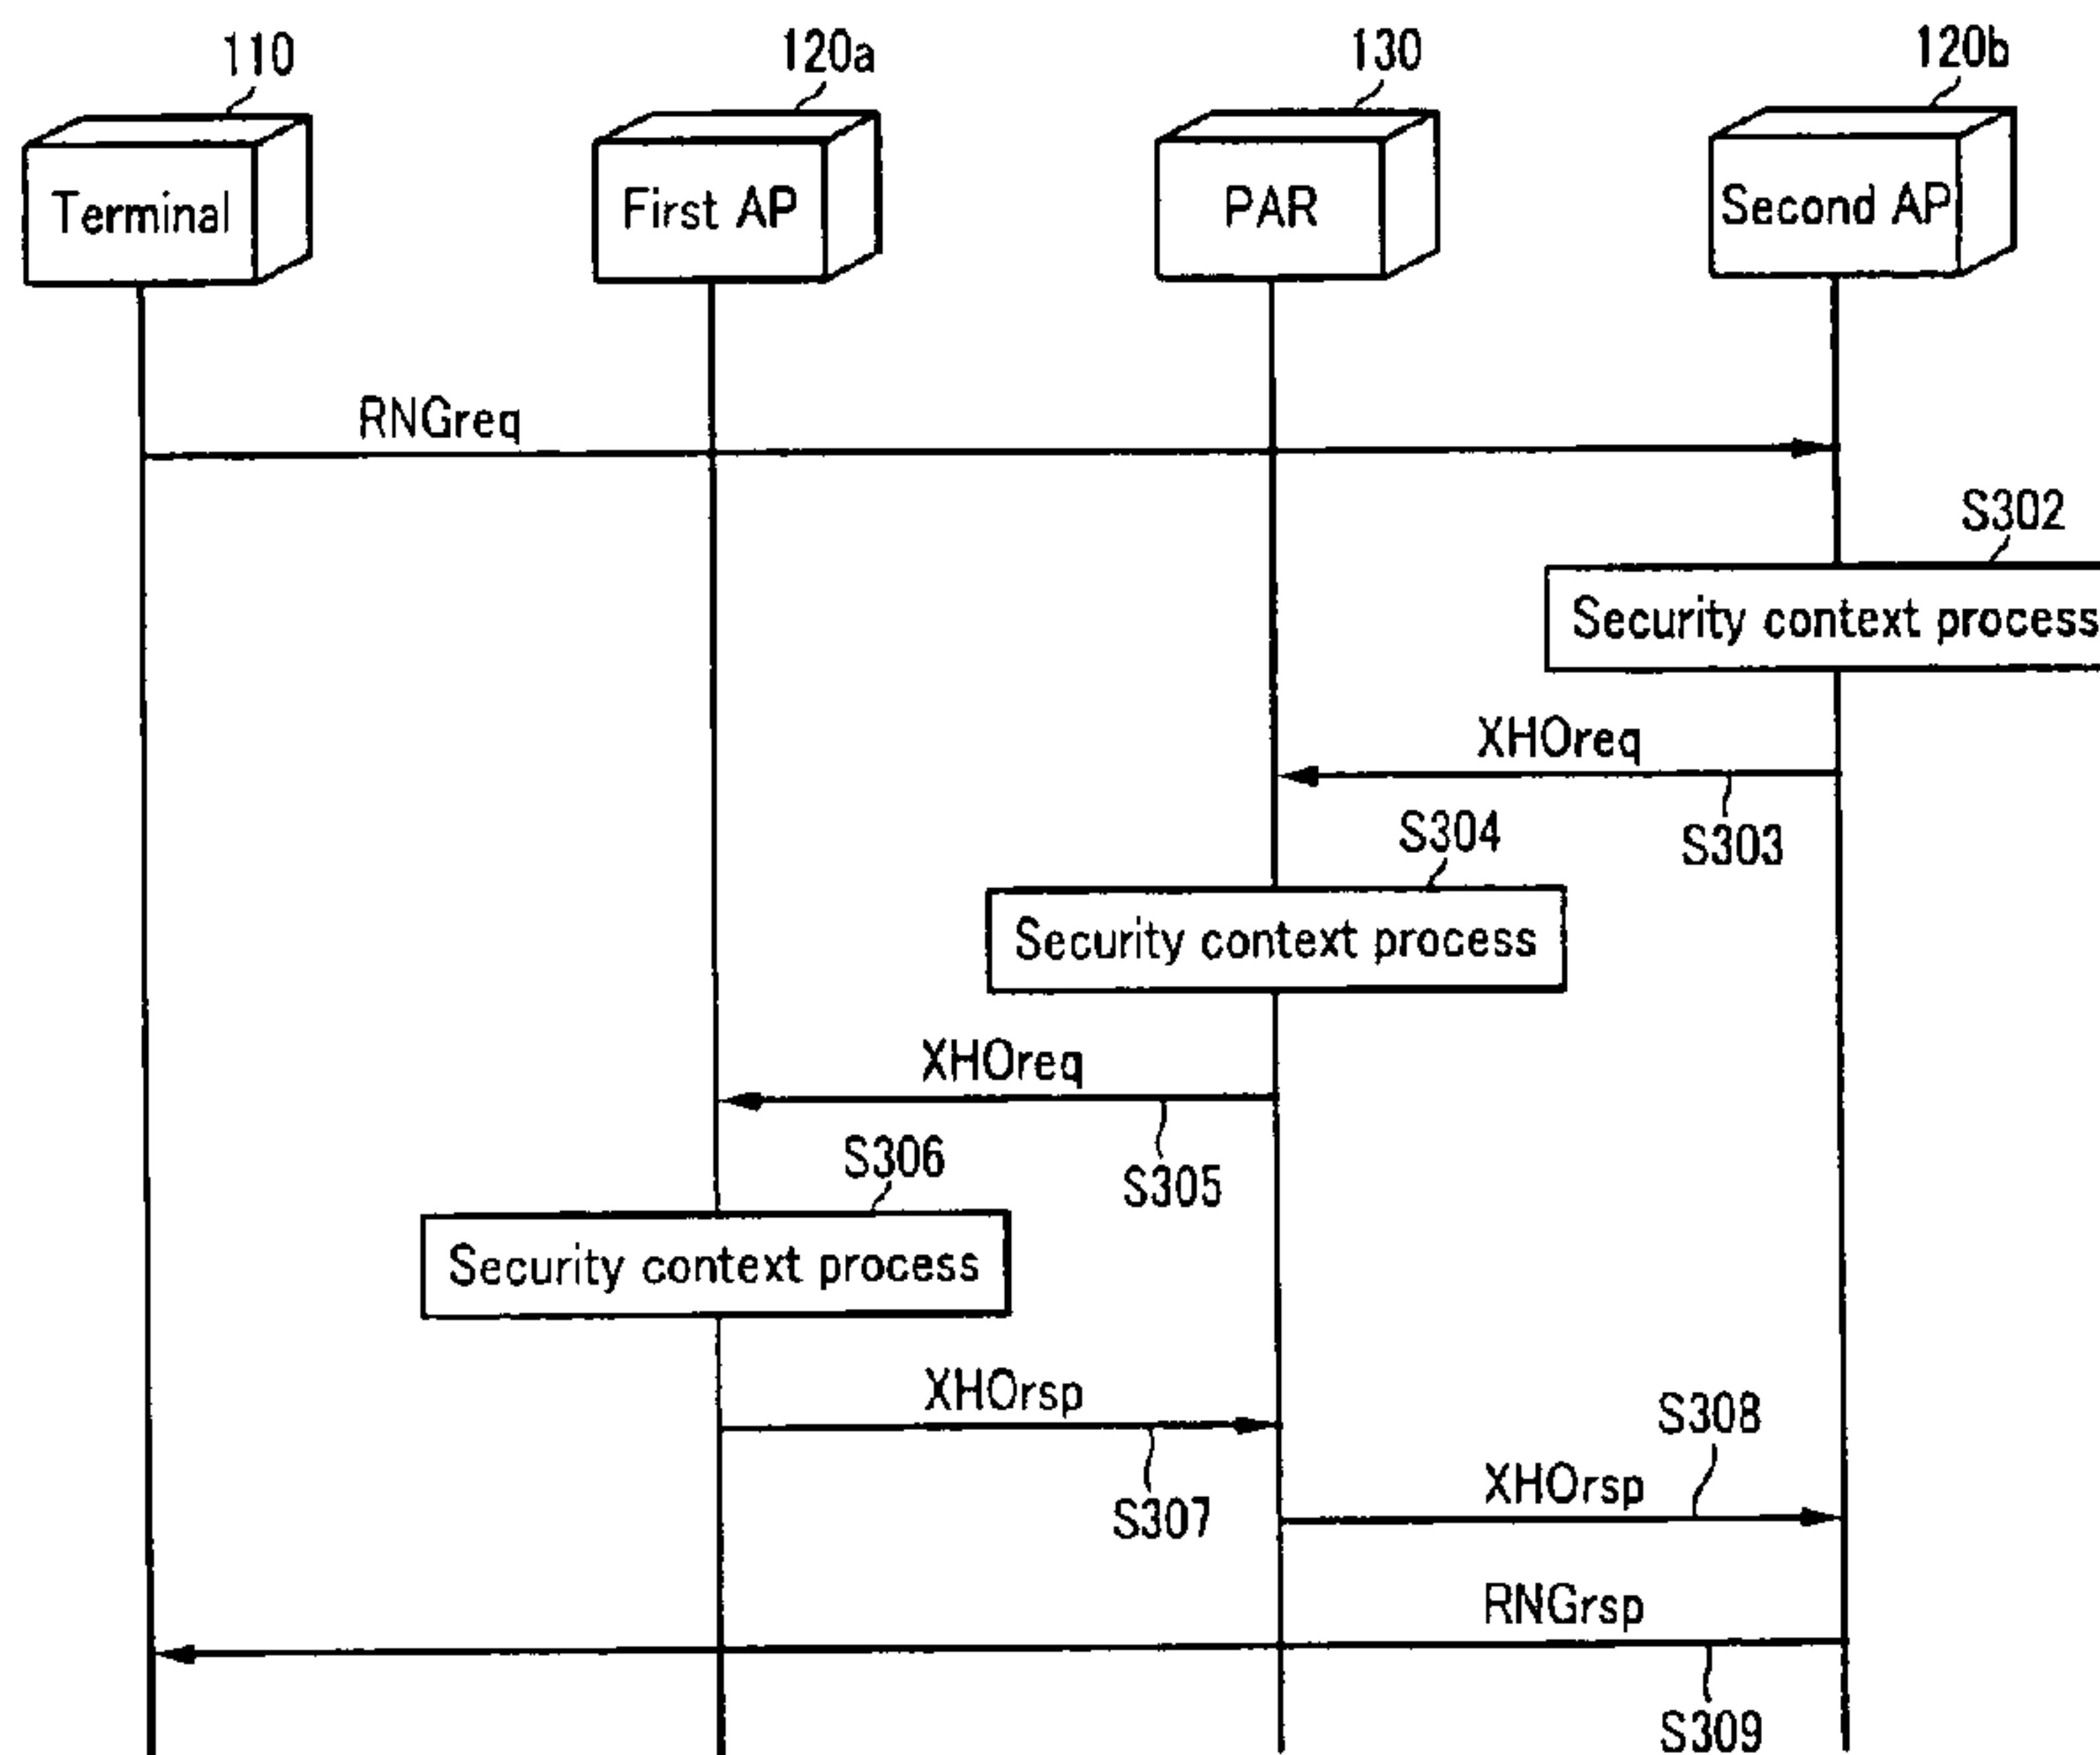 110
120a
130
120b
Terminal
First AP
PAR
Second AP
RNGreq
S302
Security context process
XHOreq
S303
S304
Security context process
XHOreq
S305
S306
Security context process
XHOrsp
S307
S308
XHOrsp
RNGrsp
S309